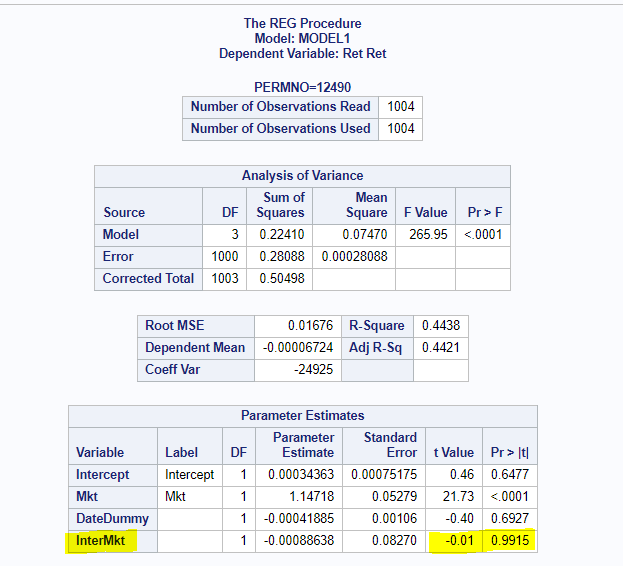 The REG Procedure
Model: MODEL1
Dependent Variable: Ret Ret
PERMNO=12490
Number of Observations Read 1004
Number of Observations Used 1004
Analysis of Variance
Source DF Sum of Squares Mean Square F Value Pr > F
Model 3 0.22410 0.07470 265.95 <.0001
Error 1000 0.28088 0.00028088
Corrected Total 1003 0.50498
Root MSE 0.01676 R-Square 0.4438
Dependent Mean -0.00006724 Adj R-Sq 0.4421
Coeff Var -24925
Parameter Estimates
Variable Label DF Parameter Estimate Standard Error t Value Pr > |t|
Intercept Intercept 1 0.00034363 0.00075175 0.46 0.6477
Mkt Mkt 1 1.14718 0.05279 21.73 <.0001
DateDummy 1 -0.00041885 0.00106 -0.40 0.6927
InterMkt 1 -0.00088638 0.08270 -0.01 0.9915